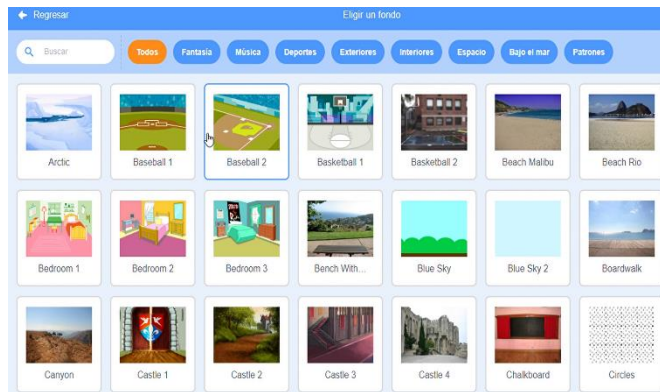 Regresar
Elegir un fondo
Buscar
Todos Fantasía Música Deportes Exteriores Interiores Espacio Bajo el mar Patrones
Arctic Baseball 1 Baseball 2 Basketball 1 Basketball 2 Beach Malibu Beach Rio
Bedroom 1 Bedroom 2 Bedroom 3 Bench With... Blue Sky Blue Sky 2 Boardwalk
Canyon Castle 1 Castle 2 Castle 3 Castle 4 Chalkboard Circles